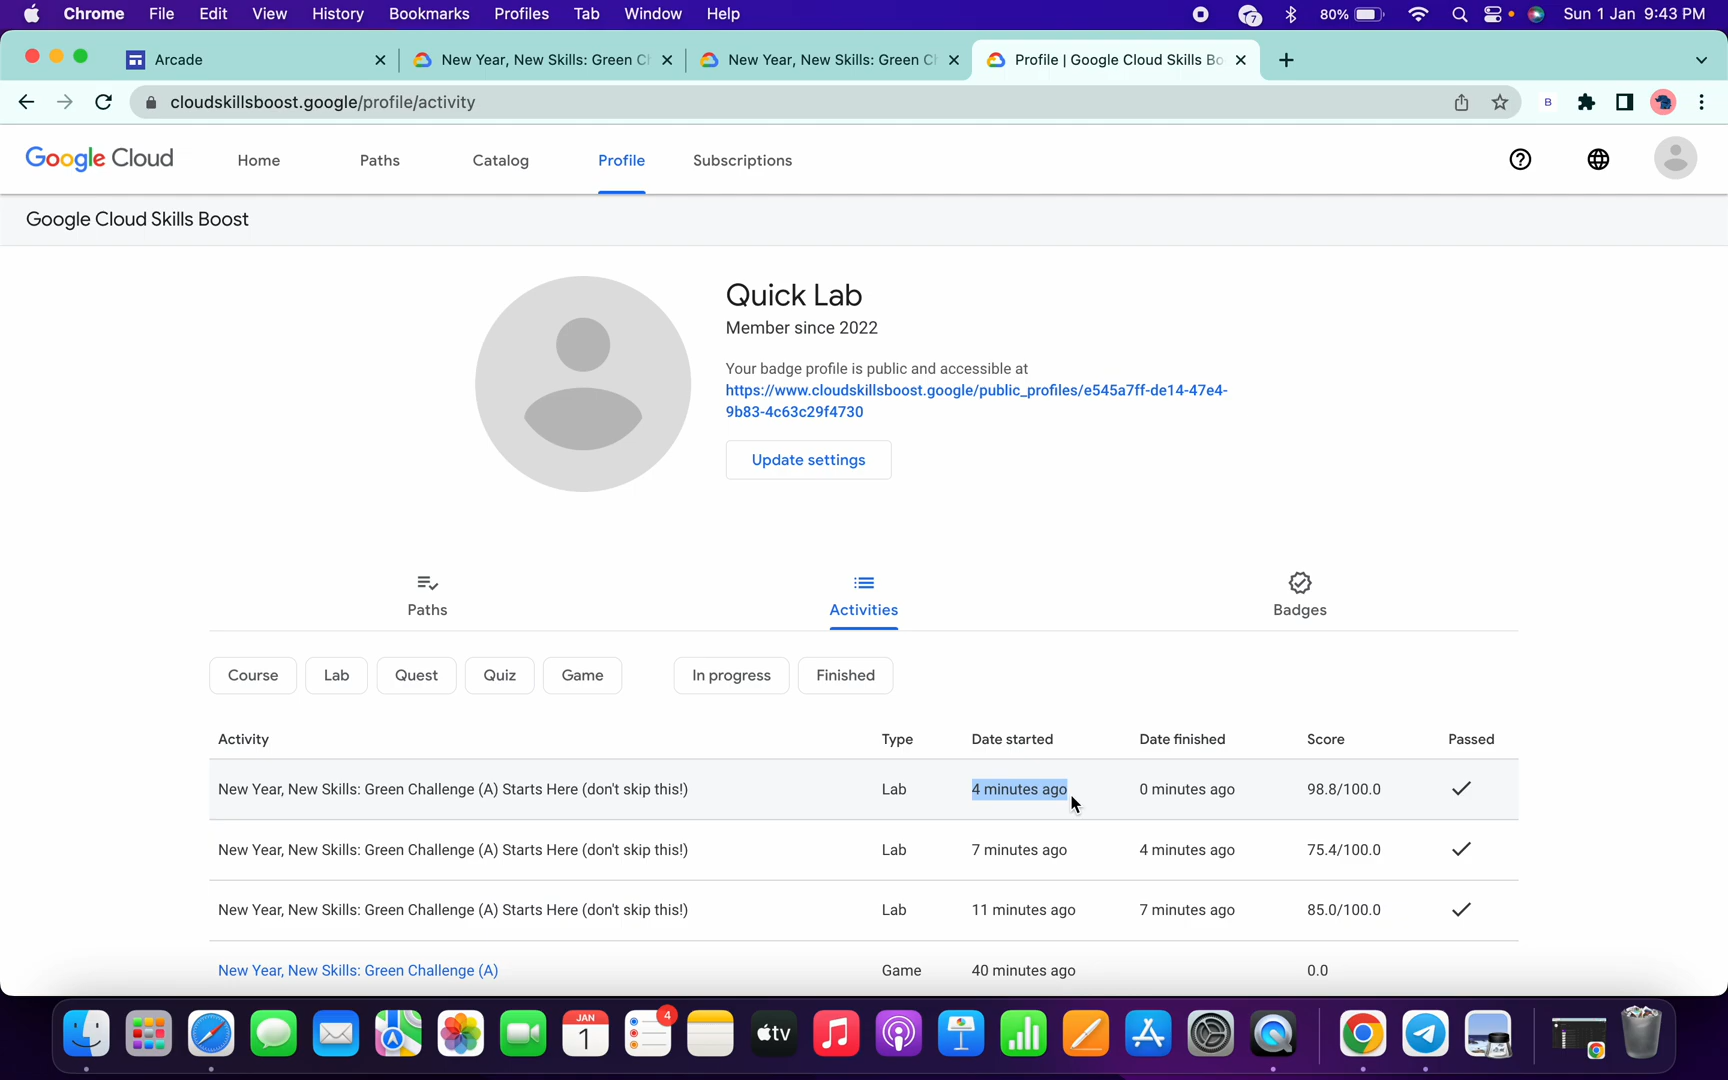 Chrome File Edit View History Bookmarks Profiles Tab Window Help 7 80% Sun 1 Jan 9:43 PM
Arcade New Year, New Skills: Green C New Year, New Skills: Green C Profile | Google Cloud Skills Bo
cloudskillsboost.google/profile/activity B
Google Cloud Home Paths Catalog Profile Subscriptions
Google Cloud Skills Boost
Quick Lab
Member since 2022
Your badge profile is public and accessible at
https://www.cloudskillsboost.google/public_profiles/e545a7ff-de14-47e4-
9b83-4c63c29f4730
Update settings
Paths Activities Badges
Course Lab Quest Quiz Game In progress Finished
Activity Type Date started Date finished Score Passed
New Year, New Skills: Green Challenge (A) Starts Here (don't skip this!) Lab 4 minutes ago 0 minutes ago 98.8/100.0
New Year, New Skills: Green Challenge (A) Starts Here (don't skip this!) Lab 7 minutes ago 4 minutes ago 75.4/100.0
New Year, New Skills: Green Challenge (A) Starts Here (don't skip this!) Lab 11 minutes ago 7 minutes ago 85.0/100.0
New Year, New Skills: Green Challenge (A) Game 40 minutes ago 0.0
JAN 4
1 tv